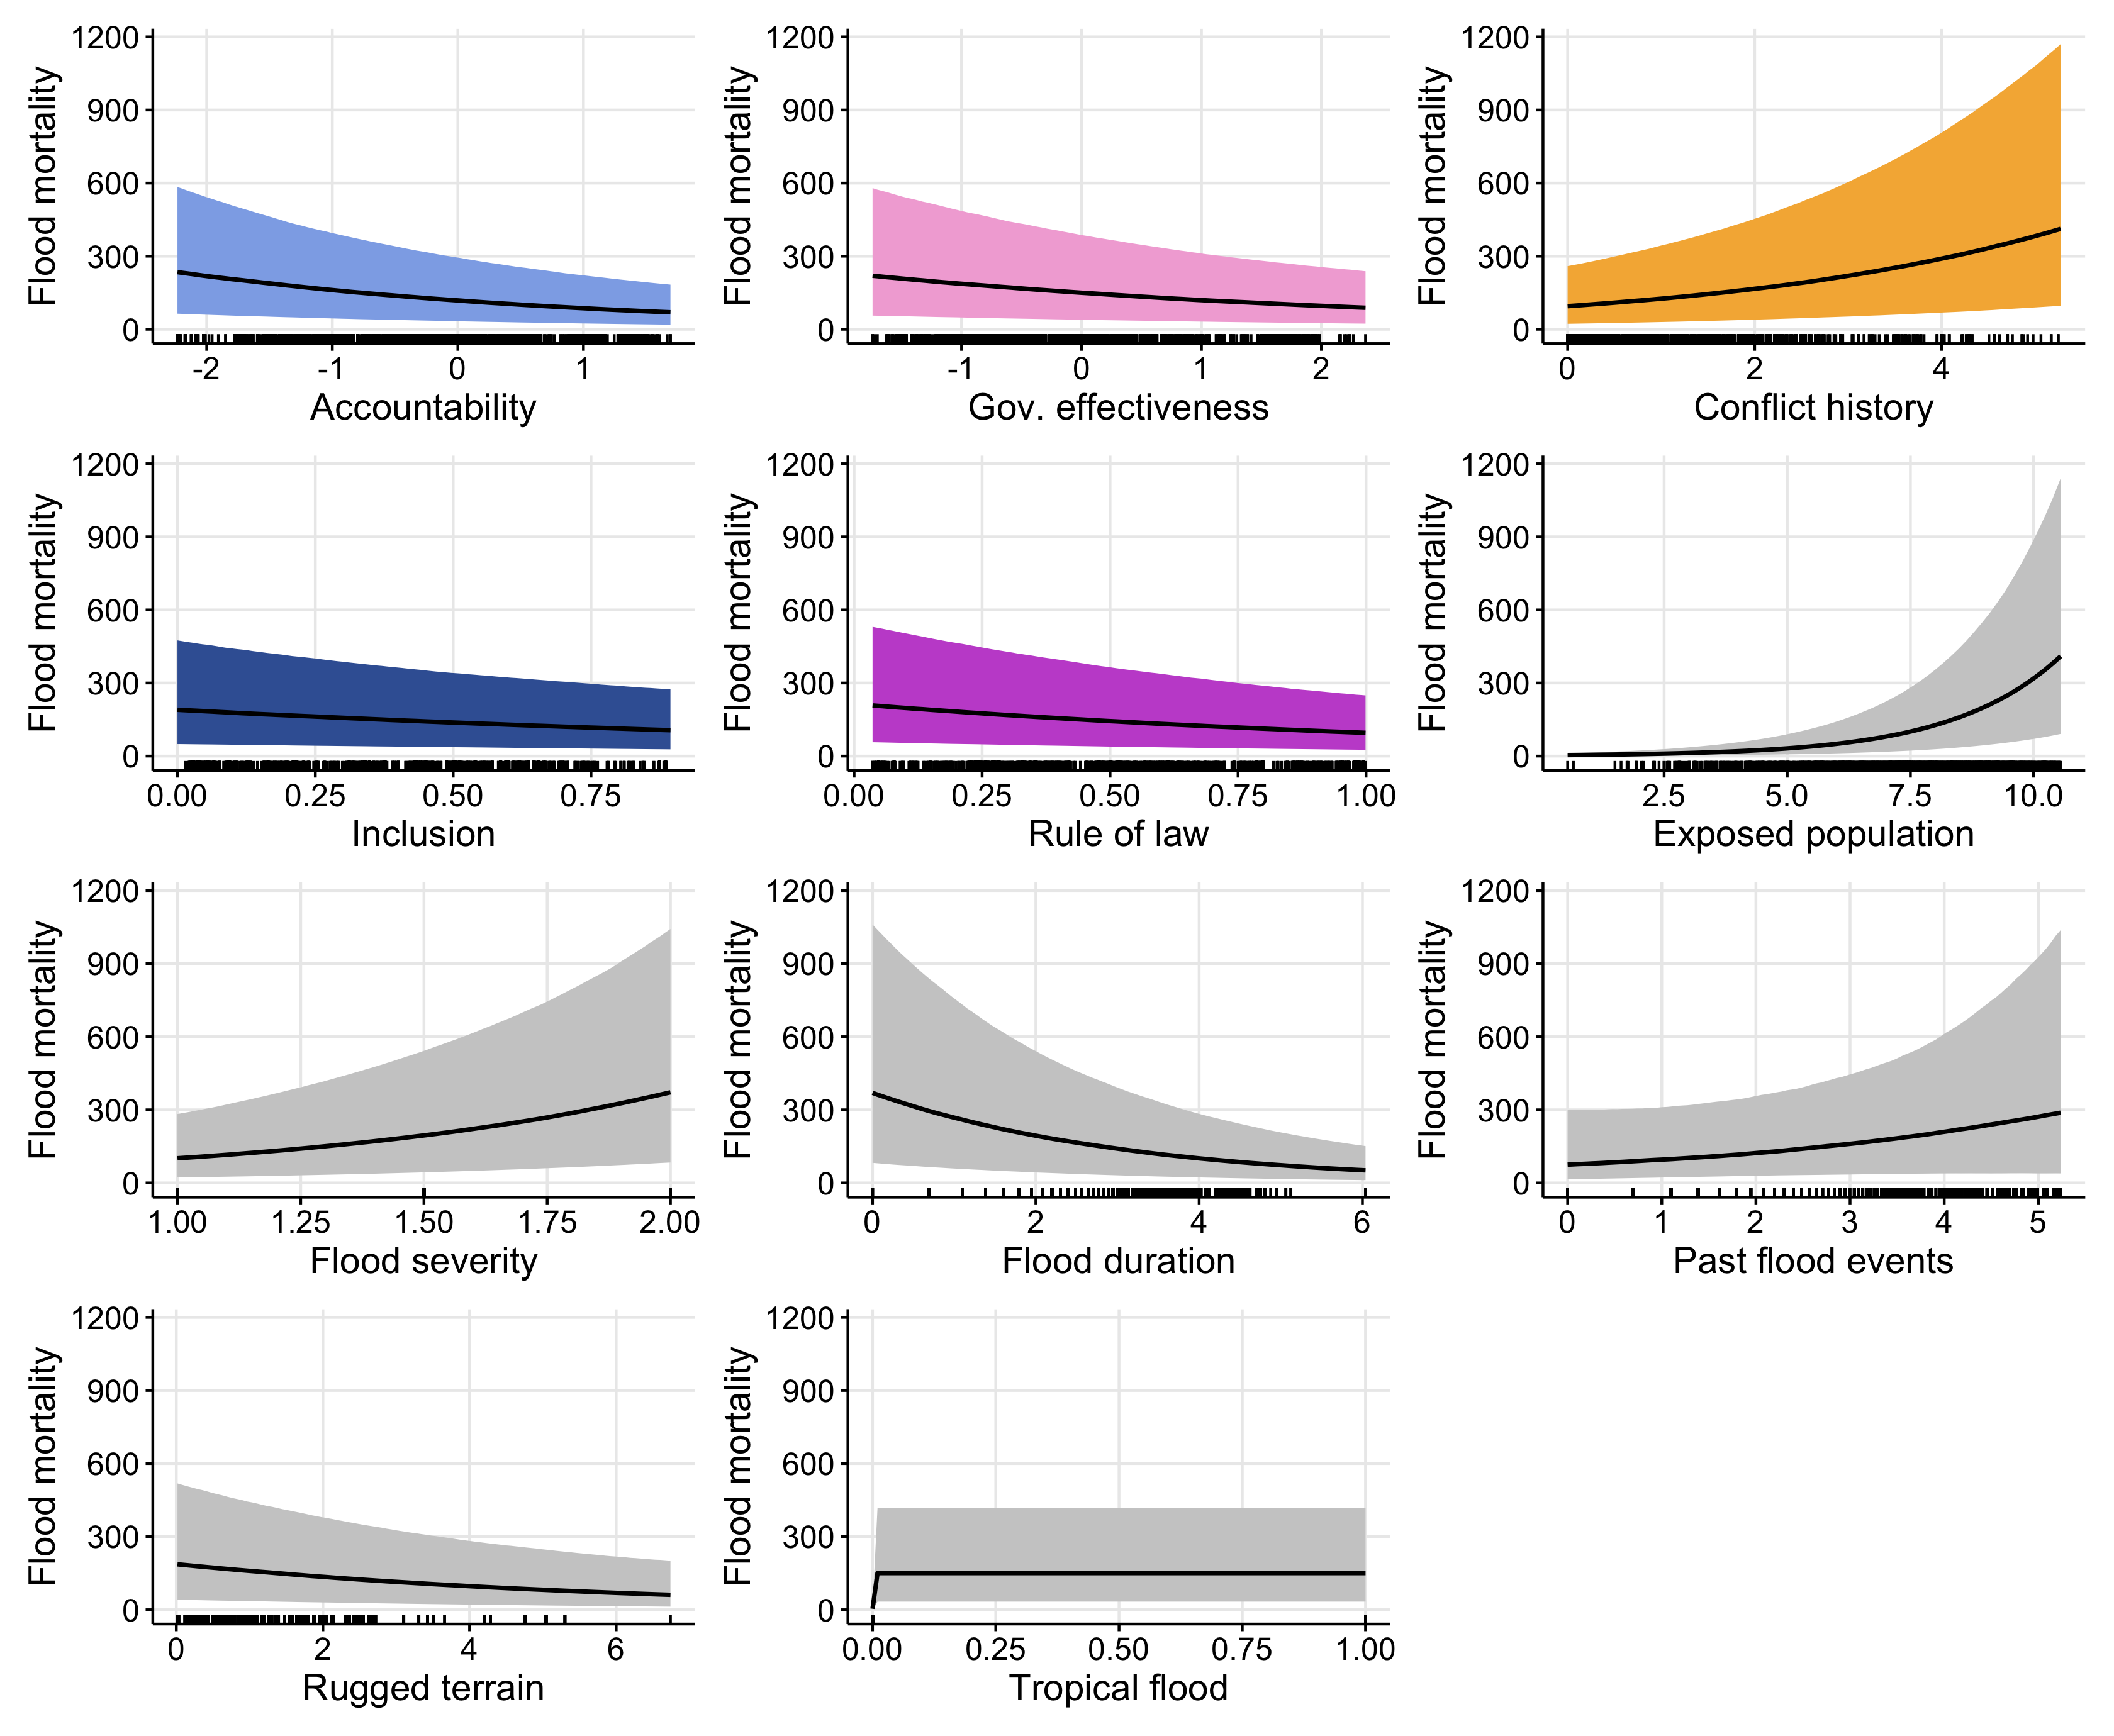 1200
900
600
300
0
Flood mortality
-2 -1 0 1
Accountability
1200
900
600
300
0
Flood mortality
-1 0 1 2
Gov. effectiveness
1200
900
600
300
0
Flood mortality
0 2 4
Conflict history
1200
900
600
300
0
Flood mortality
0.00 0.25 0.50 0.75
Inclusion
1200
900
600
300
0
Flood mortality
0.00 0.25 0.50 0.75 1.00
Rule of law
1200
900
600
300
0
Flood mortality
2.5 5.0 7.5 10.0
Exposed population
1200
900
600
300
0
Flood mortality
1.00 1.25 1.50 1.75 2.00
Flood severity
1200
900
600
300
0
Flood mortality
0 2 4 6
Flood duration
1200
900
600
300
0
Flood mortality
0 1 2 3 4 5
Past flood events
1200
900
600
300
0
Flood mortality
0 2 4 6
Rugged terrain
1200
900
600
300
0
Flood mortality
0.00 0.25 0.50 0.75 1.00
Tropical flood